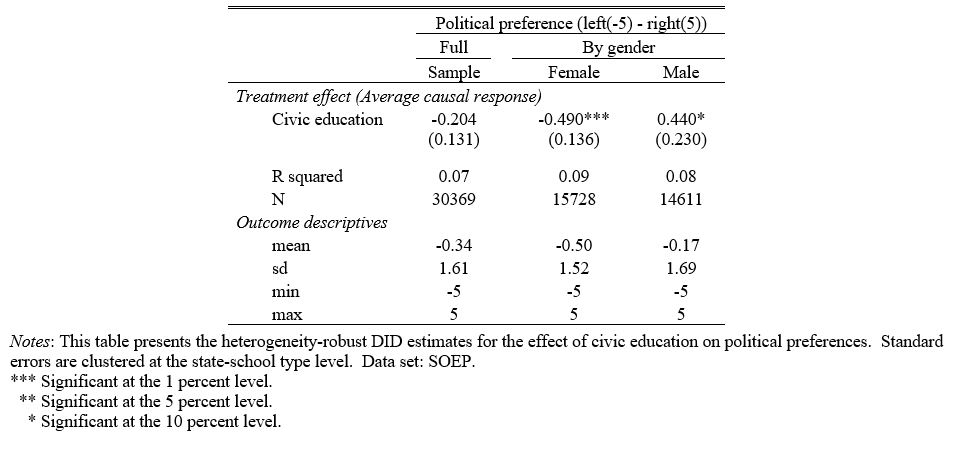 Political preference (left(-5) - right(5))
Full By gender
Sample Female Male
Treatment effect (Average causal response)
Civic education -0.204 -0.490*** 0.440*
(0.131) (0.136) (0.230)
R squared 0.07 0.09 0.08
N 30369 15728 14611
Outcome descriptives
mean -0.34 -0.50 -0.17
sd 1.61 1.52 1.69
min -5 -5 -5
max 5 5 5
Notes: This table presents the heterogeneity-robust DID estimates for the effect of civic education on political preferences. Standard
errors are clustered at the state-school type level. Data set: SOEP.
*** Significant at the 1 percent level.
** Significant at the 5 percent level.
* Significant at the 10 percent level.